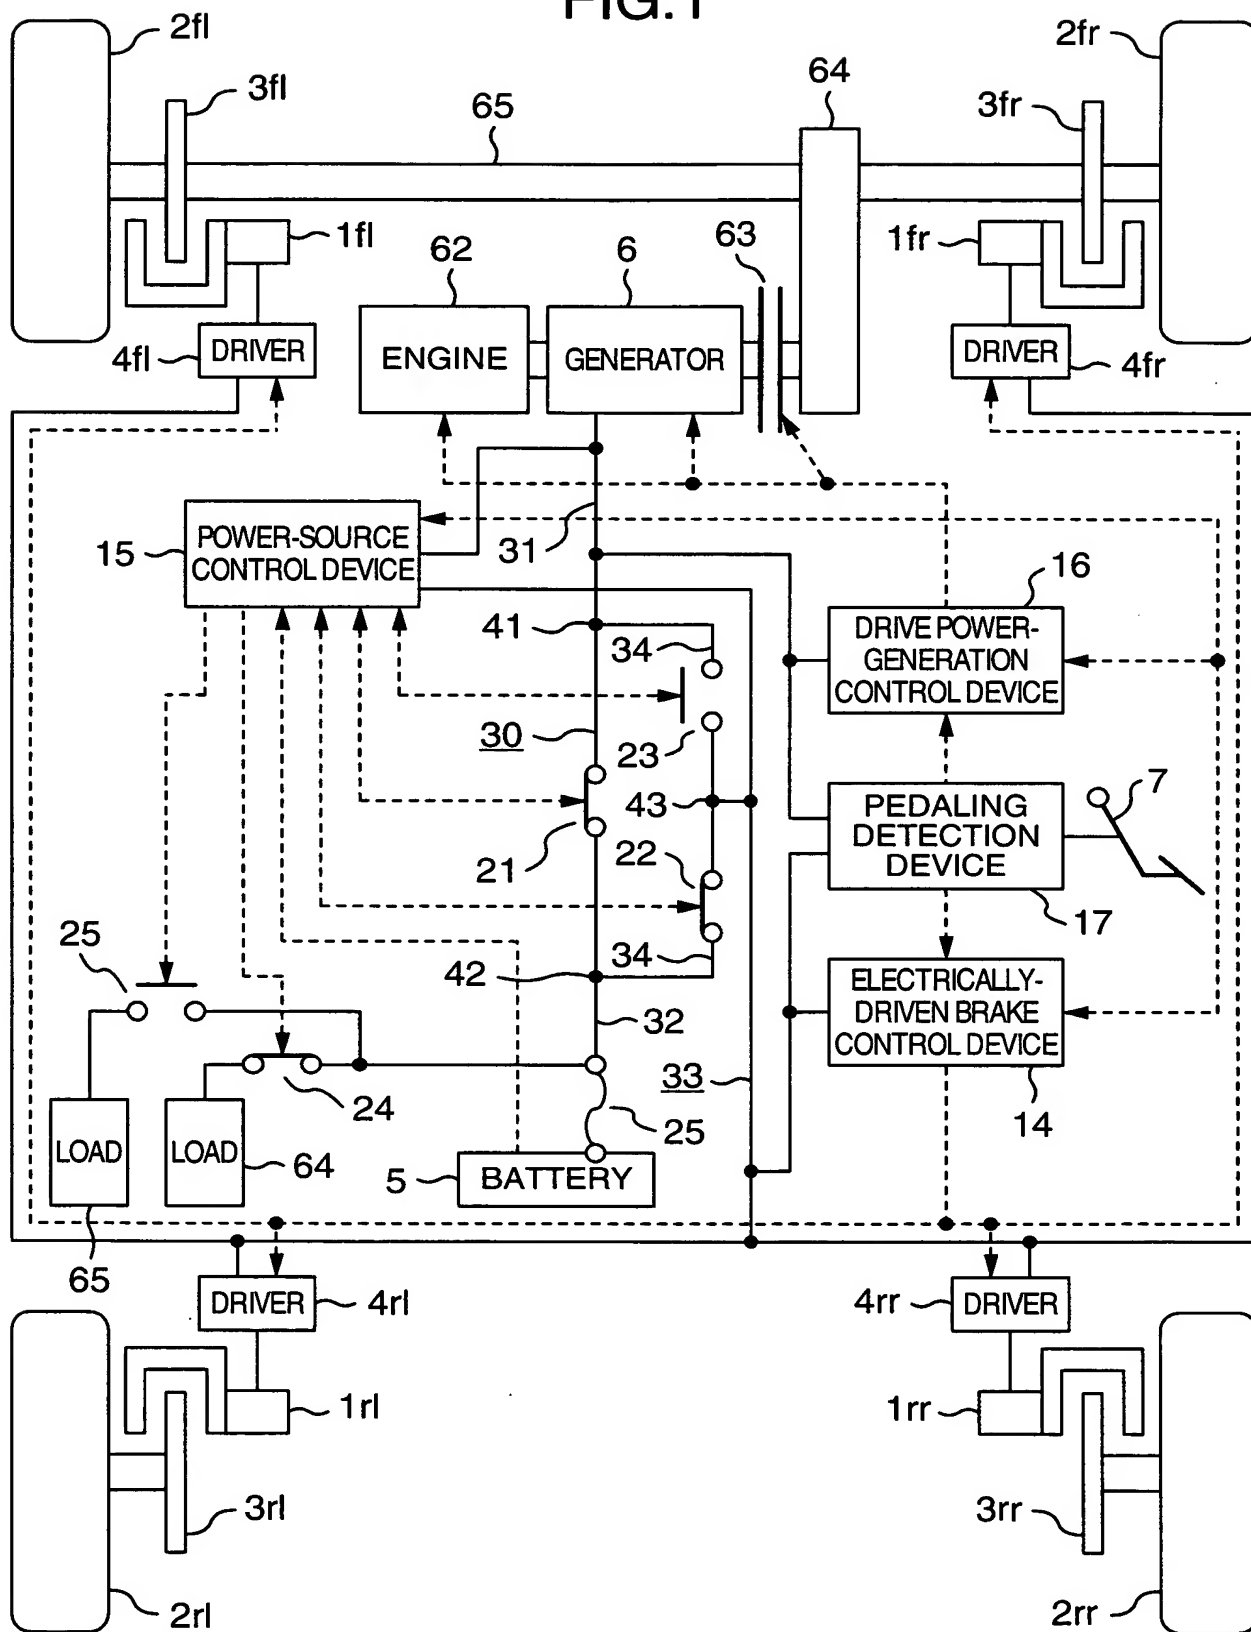 FIG.1
2fl
2fr
3fl
65
64
3fr
1fl
62
6
63
1fr
4fl
DRIVER
ENGINE
GENERATOR
DRIVER
4fr
15
POWER-SOURCE
CONTROL DEVICE
31
16
41
34
DRIVE POWER-
GENERATION
CONTROL DEVICE
30
23
43
7
21
22
PEDALING
DETECTION
DEVICE
17
25
42
34
ELECTRICALLY-
DRIVEN BRAKE
CONTROL DEVICE
32
33
24
25
14
LOAD
LOAD
64
5
BATTERY
65
DRIVER
4rl
4rr
DRIVER
1rl
1rr
3rl
3rr
2rl
2rr